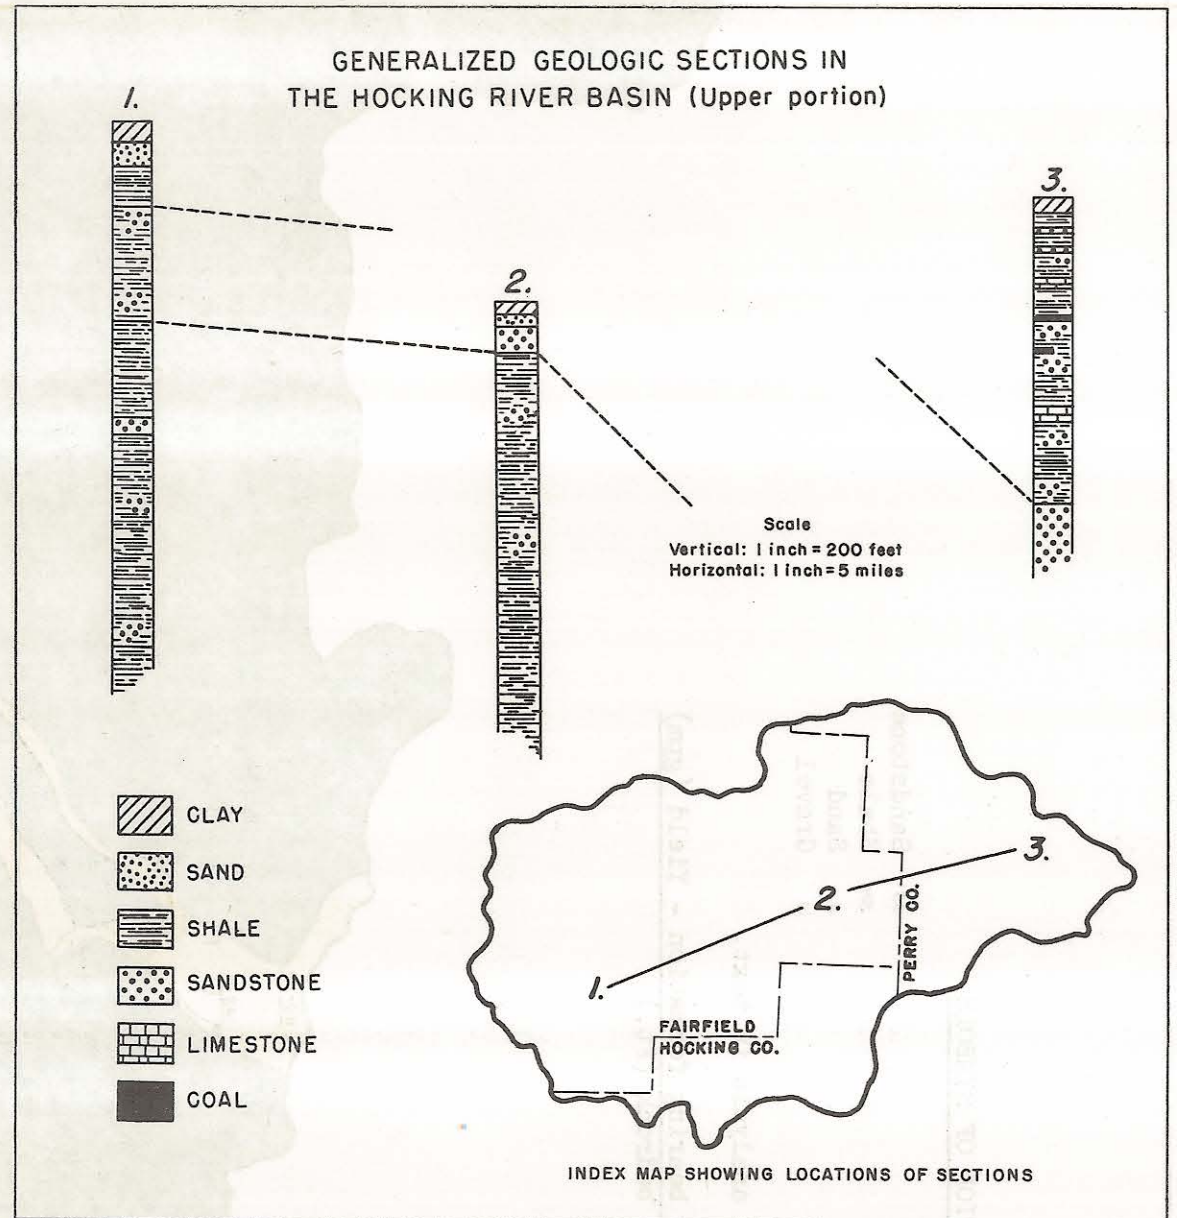 GENERALIZED GEOLOGIC SECTIONS IN
THE HOCKING RIVER BASIN (Upper portion)
1.
2.
3.
Scale
Vertical: 1 inch = 200 feet
Horizontal: 1 inch = 5 miles
CLAY
SAND
SHALE
SANDSTONE
LIMESTONE
COAL
1.
2.
3.
PERRY CO.
FAIRFIELD
HOCKING CO.
INDEX MAP SHOWING LOCATIONS OF SECTIONS